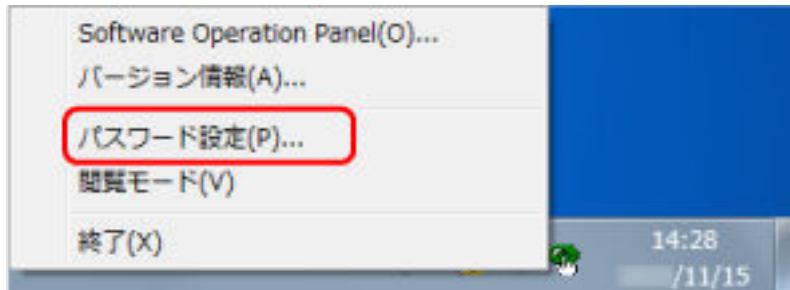 Software Operation Panel(O)...
バージョン情報(A)...
パスワード設定(P)...
閲覧モード(V)
終了(X)
14:28
/11/15